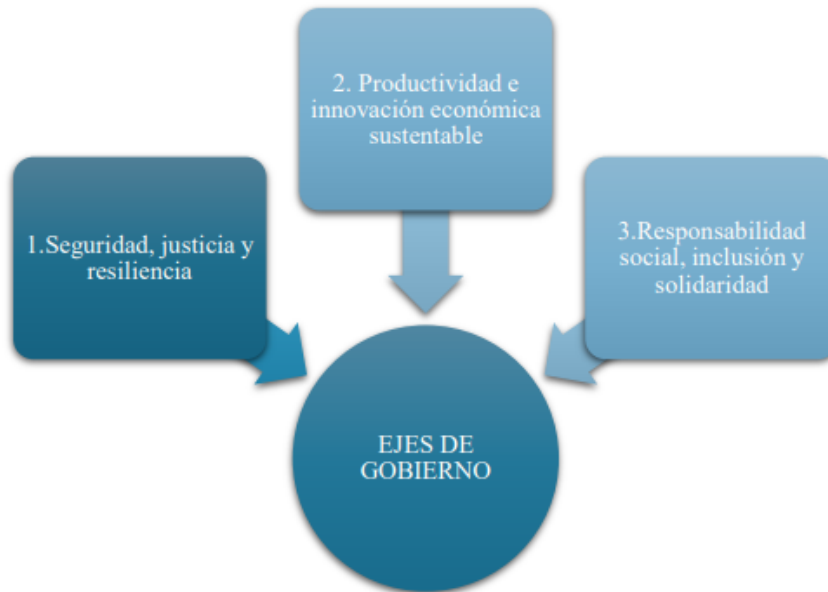 1.Seguridad, justicia y
resiliencia
2. Productividad e
innovación económica
sustentable
3.Responsabilidad
social, inclusión y
solidaridad
EJES DE
GOBIERNO